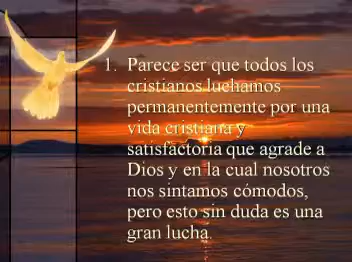 1. Parece ser que todos los
cristianos luchamos
permanentemente por una
vida cristiana y
satisfactoria que agrade a
Dios y en la cual nosotros
nos sintamos cómodos,
pero esto sin duda es una
gran lucha.